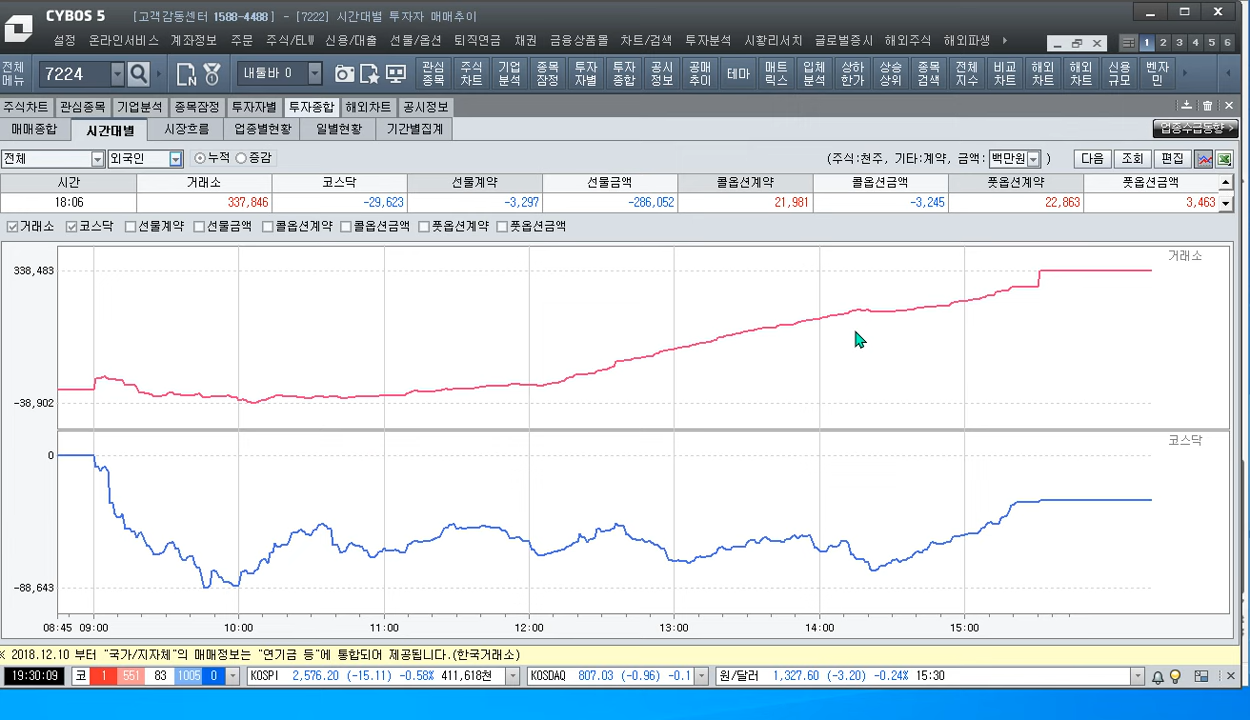 CYBOS 5 [고객감동센터 1588-4488] - [7222] 시간대별 투자자 매매추이
설정 온라인서비스 계좌정보 주문 주식/ELW 신용/대출 선물/옵션 퇴직연금 채권 금융상품몰 차트/검색 투자분석 시황리서치 글로벌증시 해외주식 해외파생 1 2 3 4 5 6
전체메뉴 7224 내툴바 0 관심종목 주식차트 기업분석 종목잠정 투자자별 투자종합 공시정보 공매추이 테마 매트릭스 입체분석 상하한가 상승상위 종목검색 전체지수 비교차트 해외차트 해외차트 신용규모 벤자민
주식차트 관심종목 기업분석 종목잠정 투자자별 투자종합 해외차트 공시정보
매매종합 시간대별 시장흐름 업종별현황 일별현황 기간별집계 업종수급동향
전체 외국인 누적 증감 (주식:천주, 기타:계약, 금액: 백만원 ) 다음 조회 편집
시간 거래소 코스닥 선물계약 선물금액 콜옵션계약 콜옵션금액 풋옵션계약 풋옵션금액
18:06 337,846 -29,623 -3,297 -286,052 21,981 -3,245 22,863 3,463
거래소 코스닥 선물계약 선물금액 콜옵션계약 콜옵션금액 풋옵션계약 풋옵션금액
거래소
338,483
-38,902
코스닥
0
-88,643
08:45 09:00 10:00 11:00 12:00 13:00 14:00 15:00
※ 2018.12.10 부터 "국가/지자체"의 매매정보는 "연기금 등"에 통합되어 제공됩니다.(한국거래소)
19:30:09 코 1 551 83 1005 0 KOSPI 2,576.20 (-15.11) -0.58% 411,618천 KOSDAQ 807.03 (-0.96) -0.1 원/달러 1,327.60 (-3.20) -0.24% 15:30